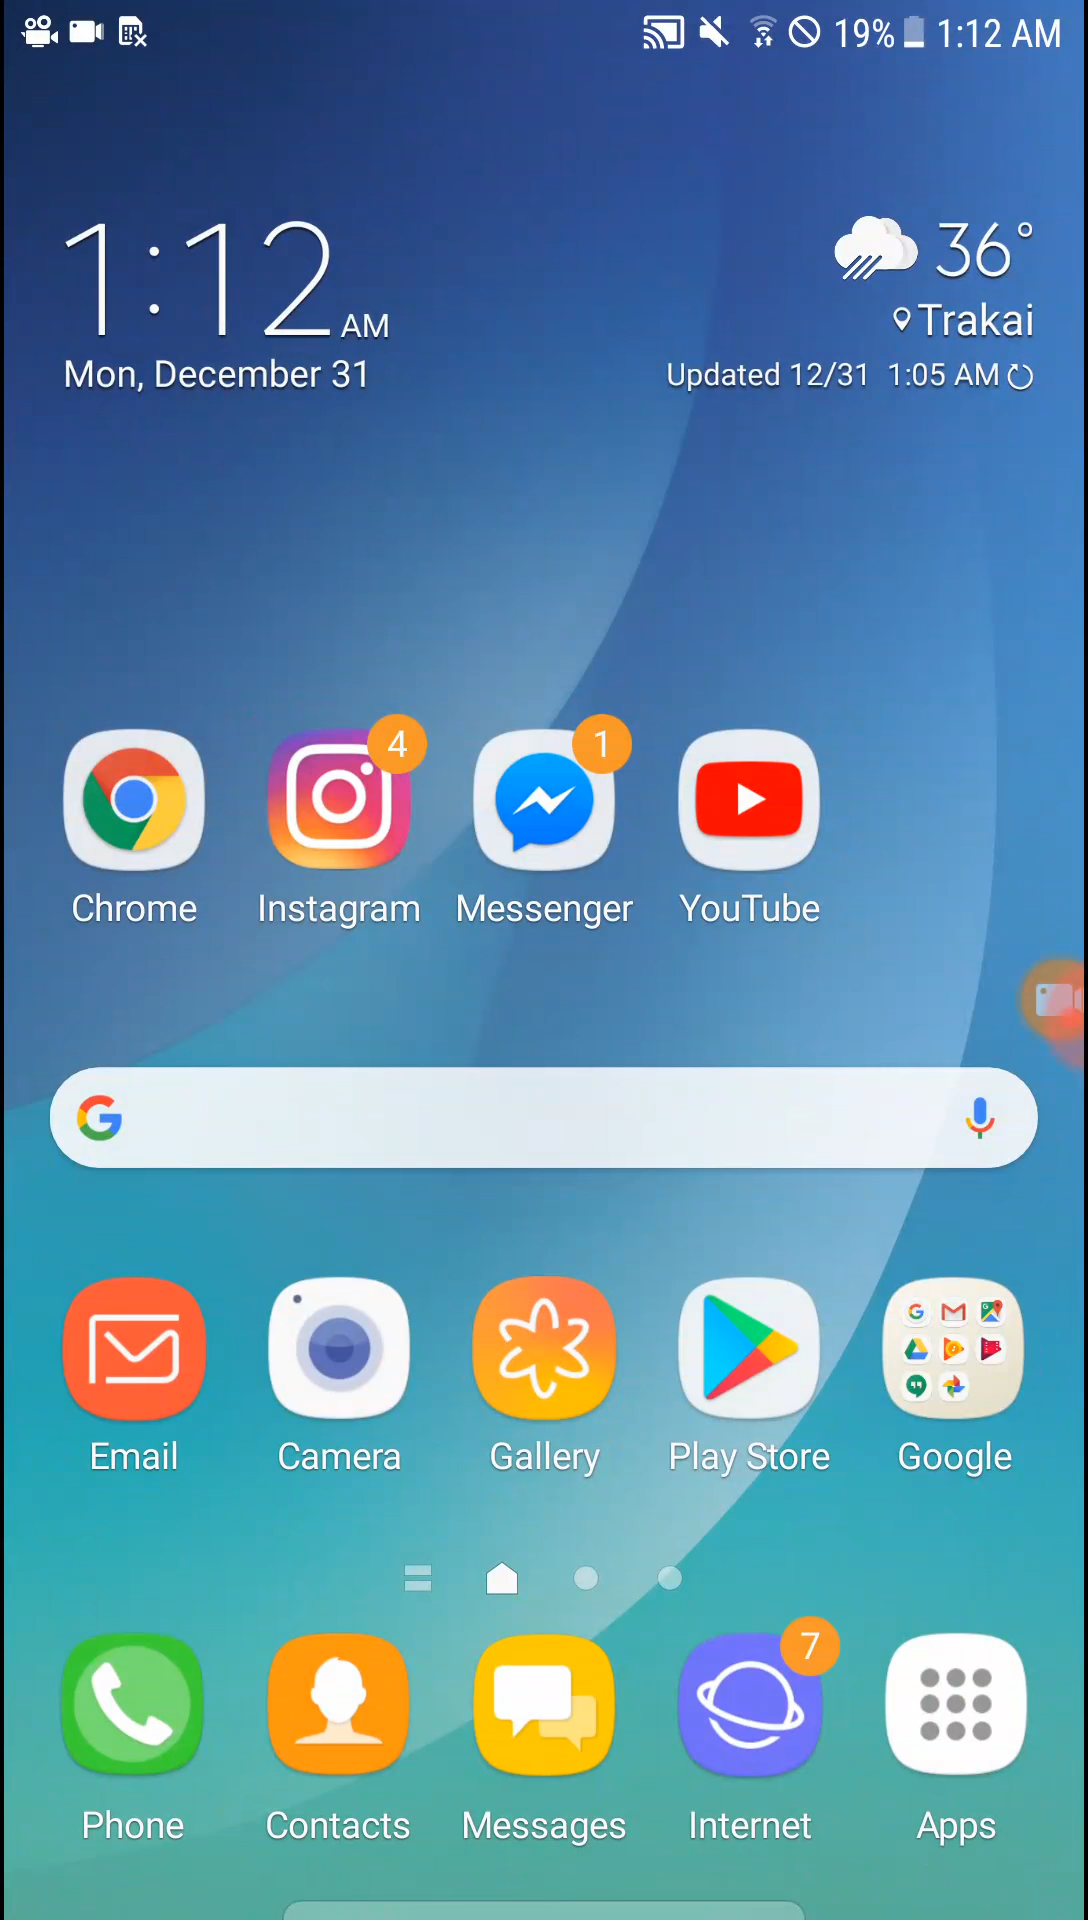 19% 1:12 AM
1:12 AM
36°
Trakai
Mon, December 31
Updated 12/31 1:05 AM
4
1
Chrome
Instagram
Messenger
YouTube
G
Email
Camera
Gallery
Play Store
Google
7
Phone
Contacts
Messages
Internet
Apps